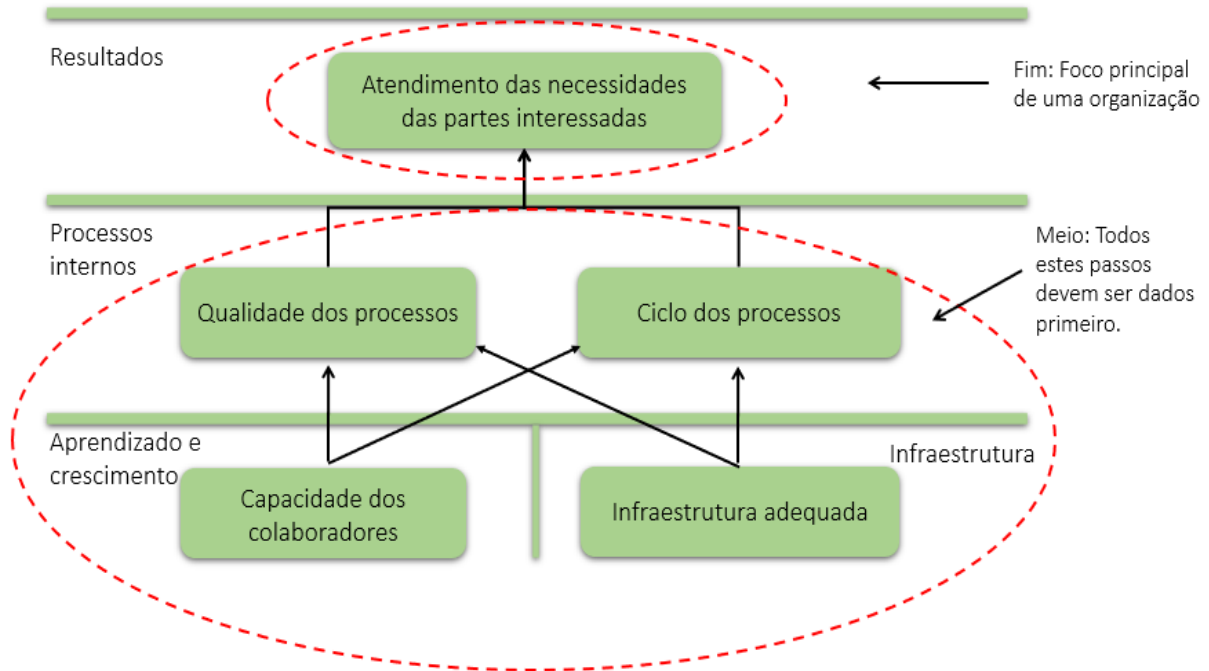 Resultados
Atendimento das necessidades
das partes interessadas
Fim: Foco principal
de uma organização
Processos
internos
Qualidade dos processos
Ciclo dos processos
Meio: Todos
estes passos
devem ser dados
primeiro.
Aprendizado e
crescimento
Infraestrutura
Capacidade dos
colaboradores
Infraestrutura adequada